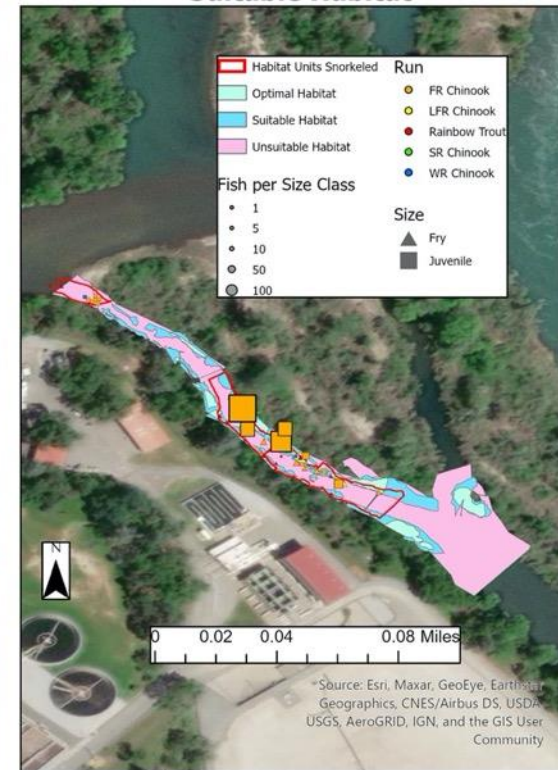 Habitat Units Snorkeled
Optimal Habitat
Suitable Habitat
Unsuitable Habitat
Fish per Size Class
1
5
10
50
100
Run
FR Chinook
LFR Chinook
Rainbow Trout
SR Chinook
WR Chinook
Size
Fry
Juvenile
N
0 0.02 0.04 0.08 Miles
Source: Esri, Maxar, GeoEye, Earthstar
Geographics, CNES/Airbus DS, USDA,
USGS, AeroGRID, IGN, and the GIS User
Community